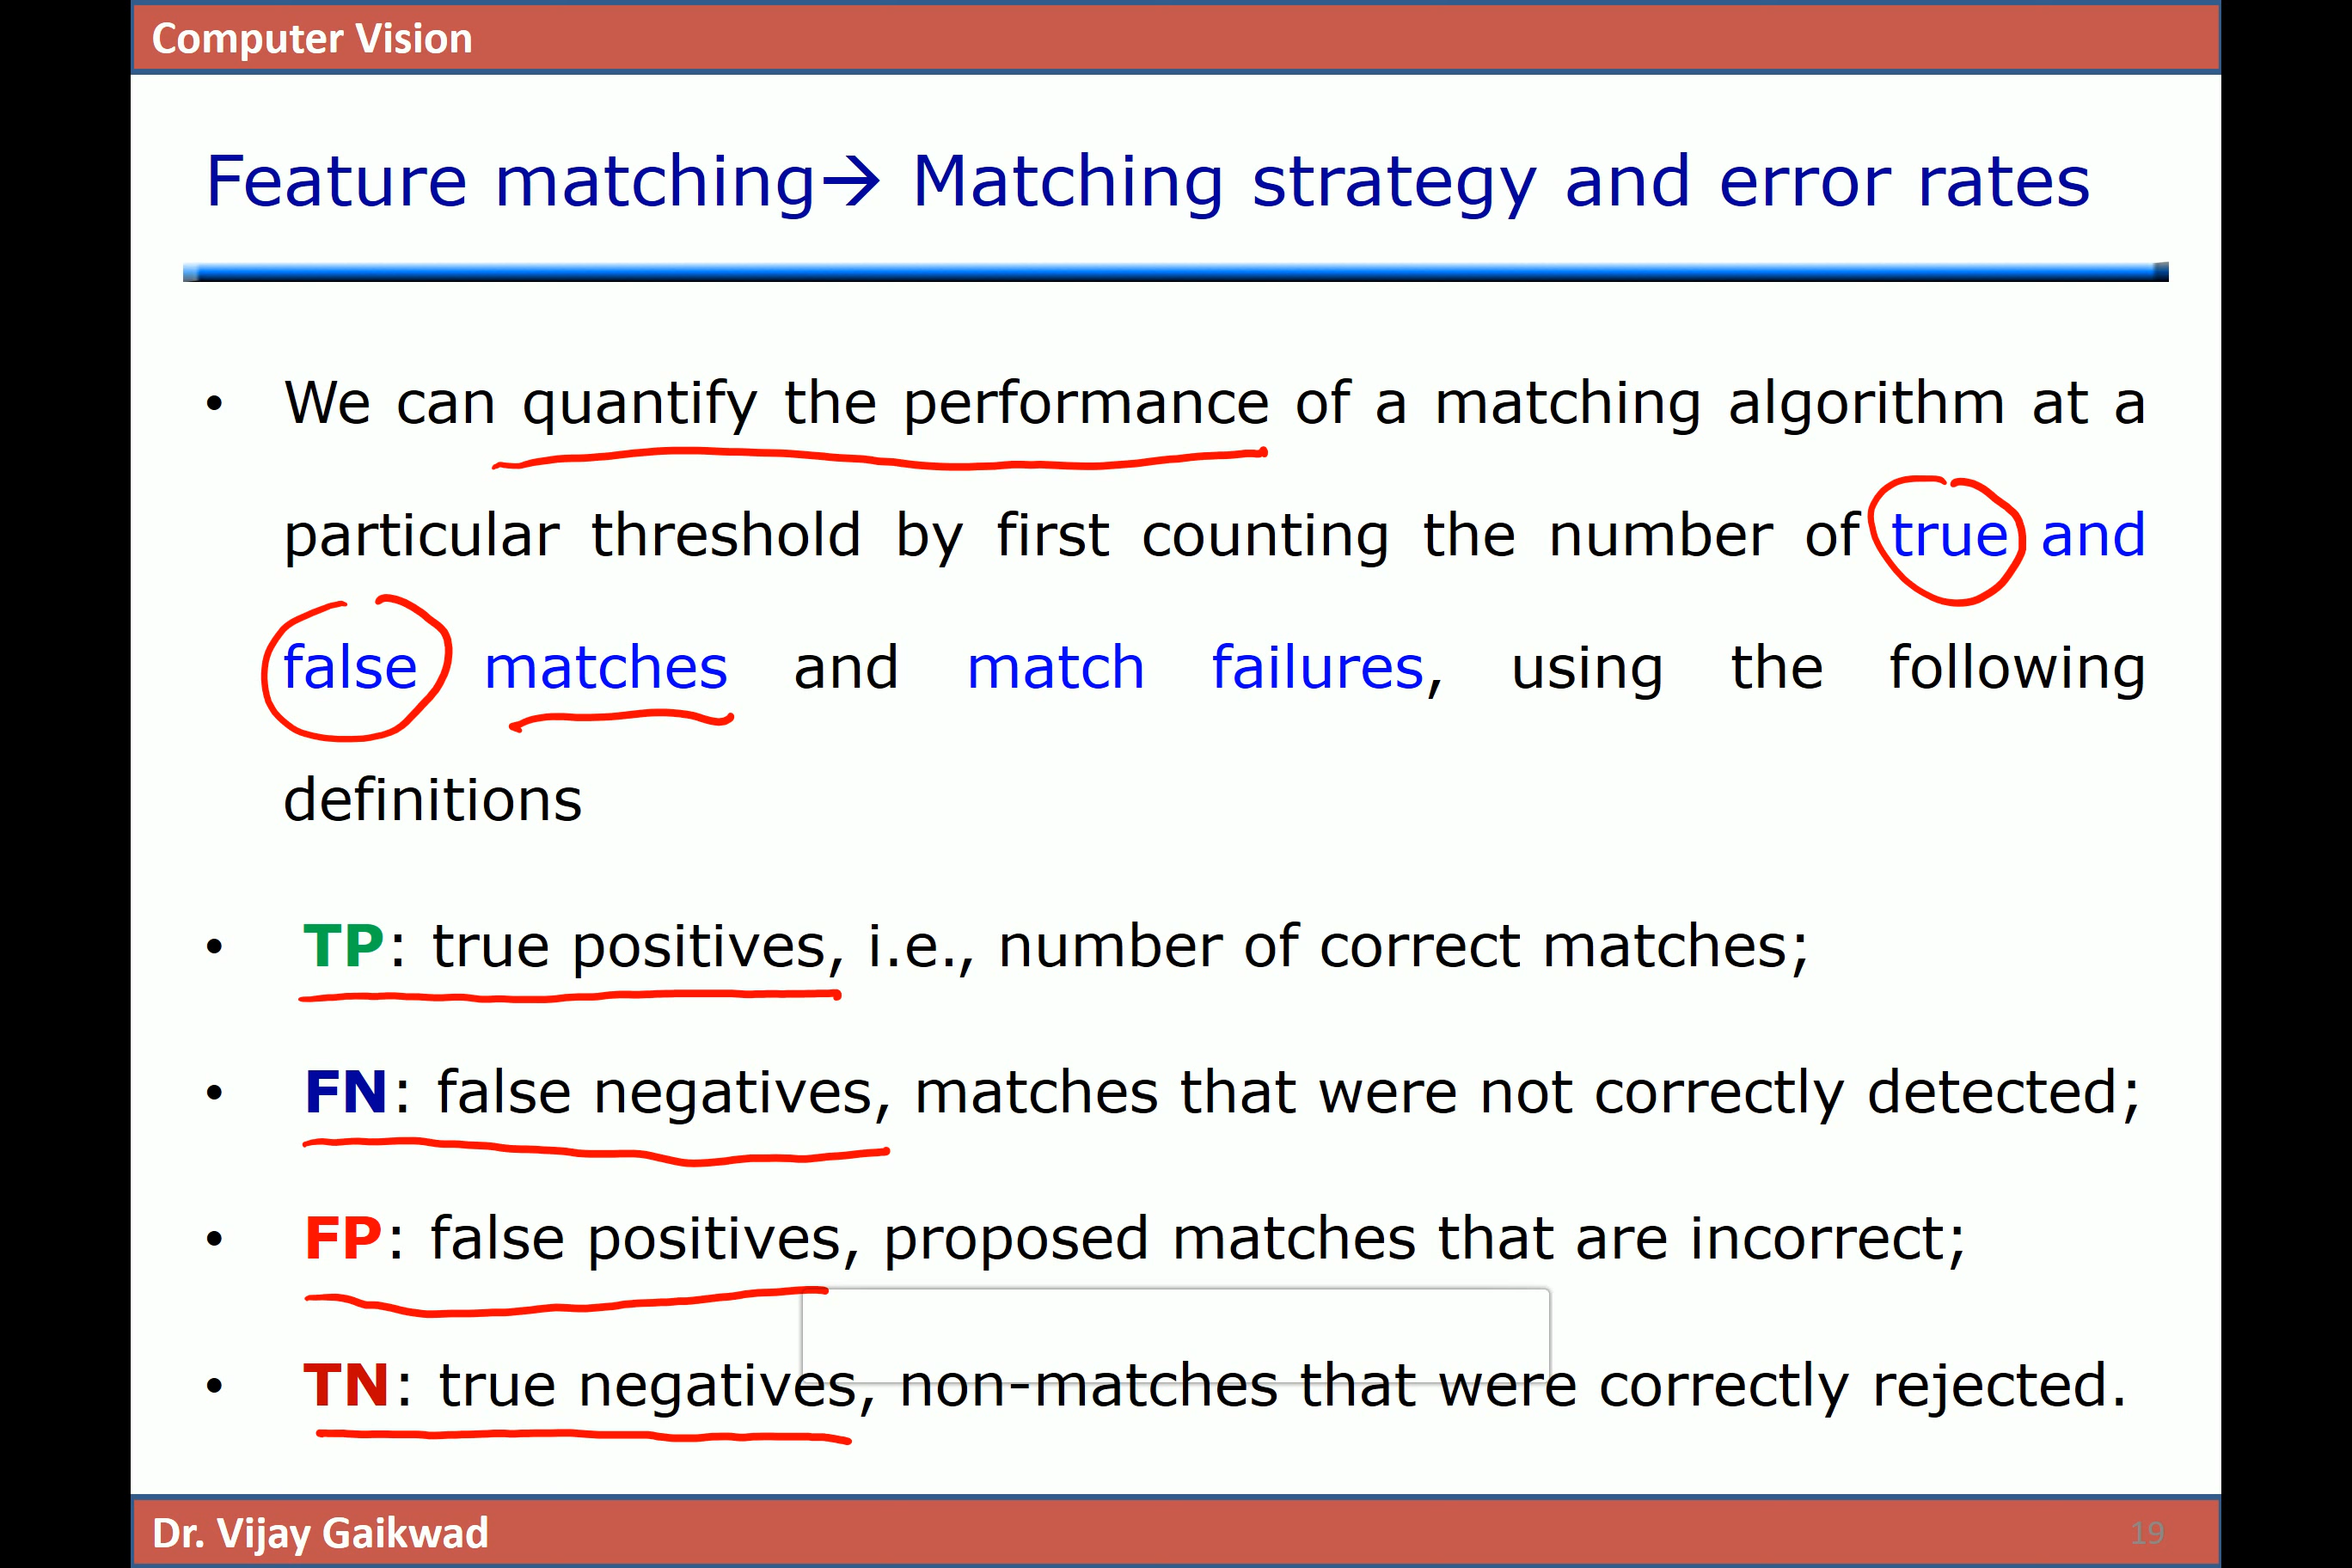 Computer Vision
Feature matching→ Matching strategy and error rates
• We can quantify the performance of a matching algorithm at a
particular threshold by first counting the number of true and
false matches and match failures, using the following
definitions
• TP: true positives, i.e., number of correct matches;
• FN: false negatives, matches that were not correctly detected;
• FP: false positives, proposed matches that are incorrect;
• TN: true negatives, non-matches that were correctly rejected.
Dr. Vijay Gaikwad
19